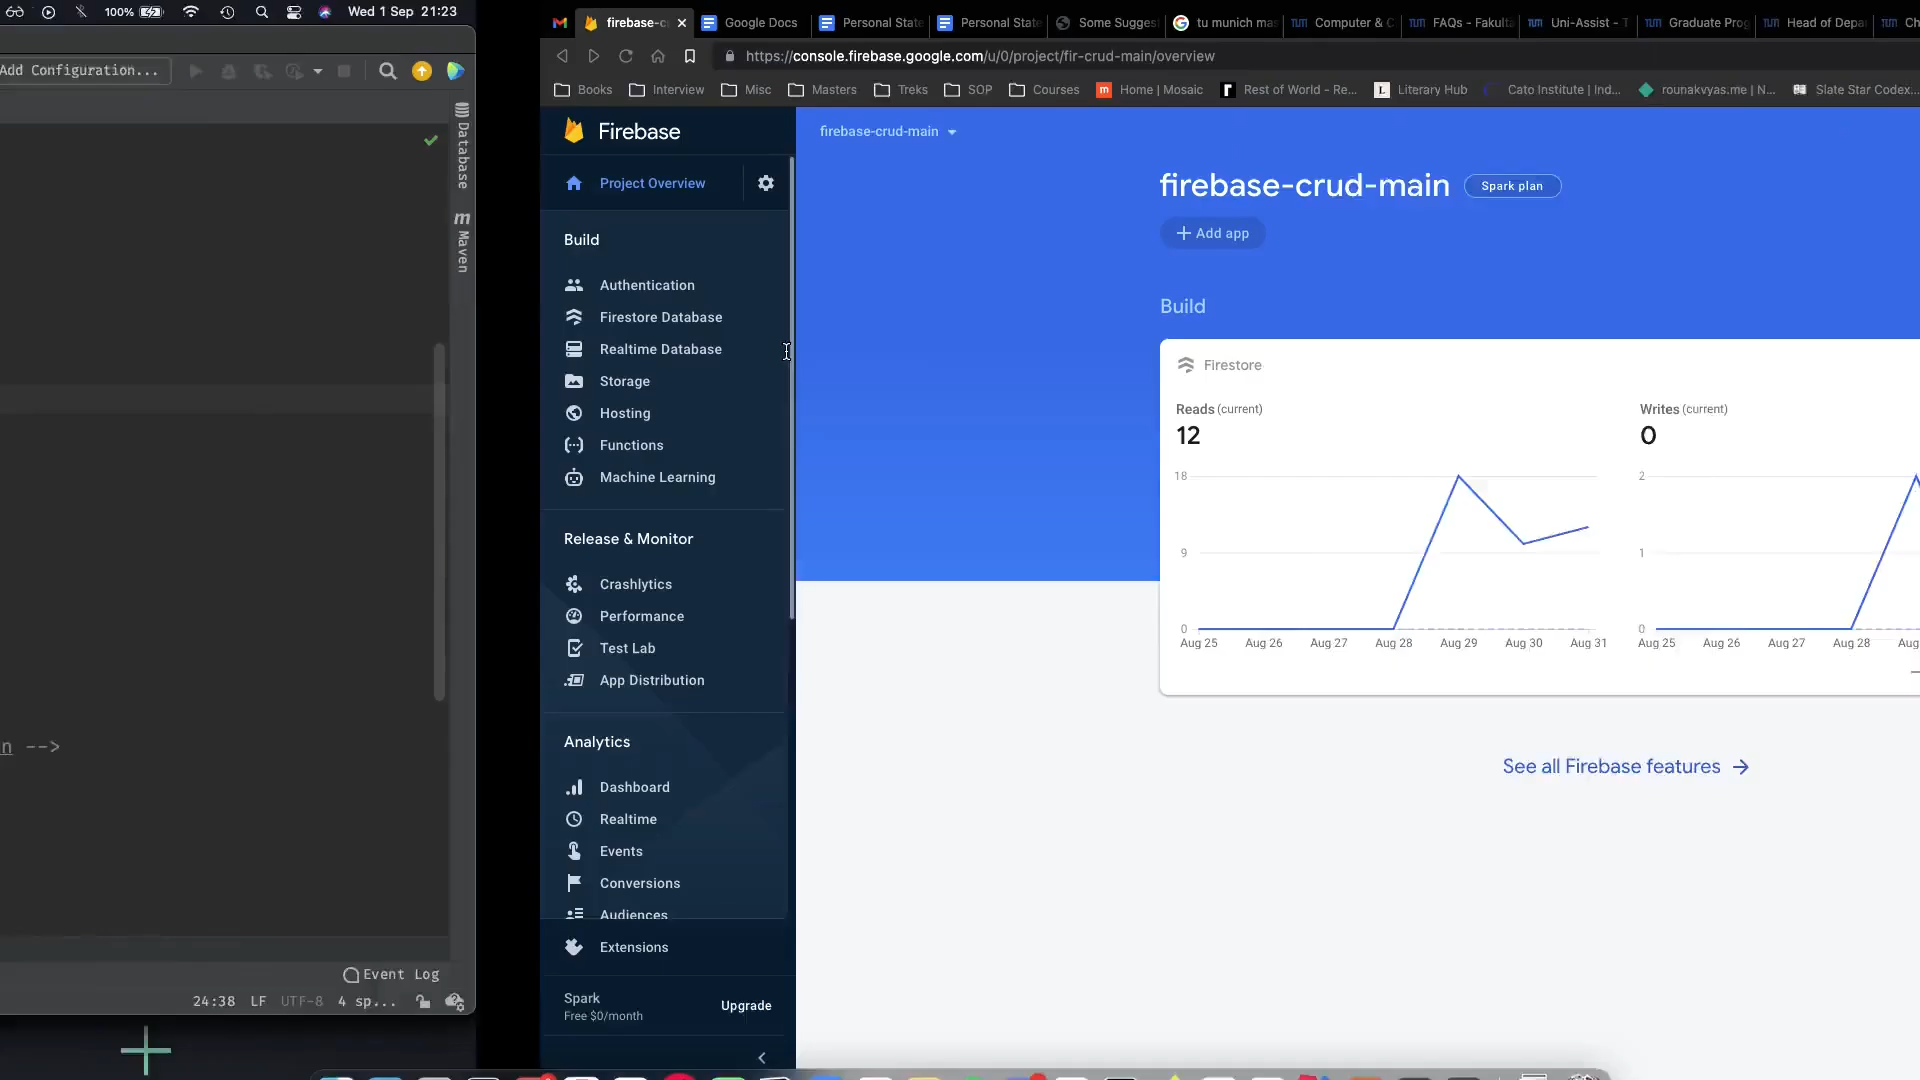 100%
Wed 1 Sep 21:23
Add Configuration...
Database
Maven
n -->
Event Log
24:38 LF UTF-8 4 sp...
firebase-c
Google Docs
Personal State
Personal State
Some Sugges
tu munich mas
Computer & C
FAQs - Fakulta
Uni-Assist - T
Graduate Prog
Head of Depa
Ch
https://console.firebase.google.com/u/0/project/fir-crud-main/overview
Books
Interview
Misc
Masters
Treks
SOP
Courses
Home | Mosaic
Rest of World - Re...
Literary Hub
Cato Institute | Ind...
rounakvyas.me | N...
Slate Star Codex...
Firebase
Project Overview
Build
Authentication
Firestore Database
Realtime Database
Storage
Hosting
Functions
Machine Learning
Release & Monitor
Crashlytics
Performance
Test Lab
App Distribution
Analytics
Dashboard
Realtime
Events
Conversions
Audiences
Extensions
Spark
Free $0/month
Upgrade
firebase-crud-main
firebase-crud-main
Spark plan
Add app
Build
Firestore
Reads (current)
12
18
9
0
Aug 25 Aug 26 Aug 27 Aug 28 Aug 29 Aug 30 Aug 31
Writes (current)
0
2
1
0
Aug 25 Aug 26 Aug 27 Aug 28 Aug
See all Firebase features